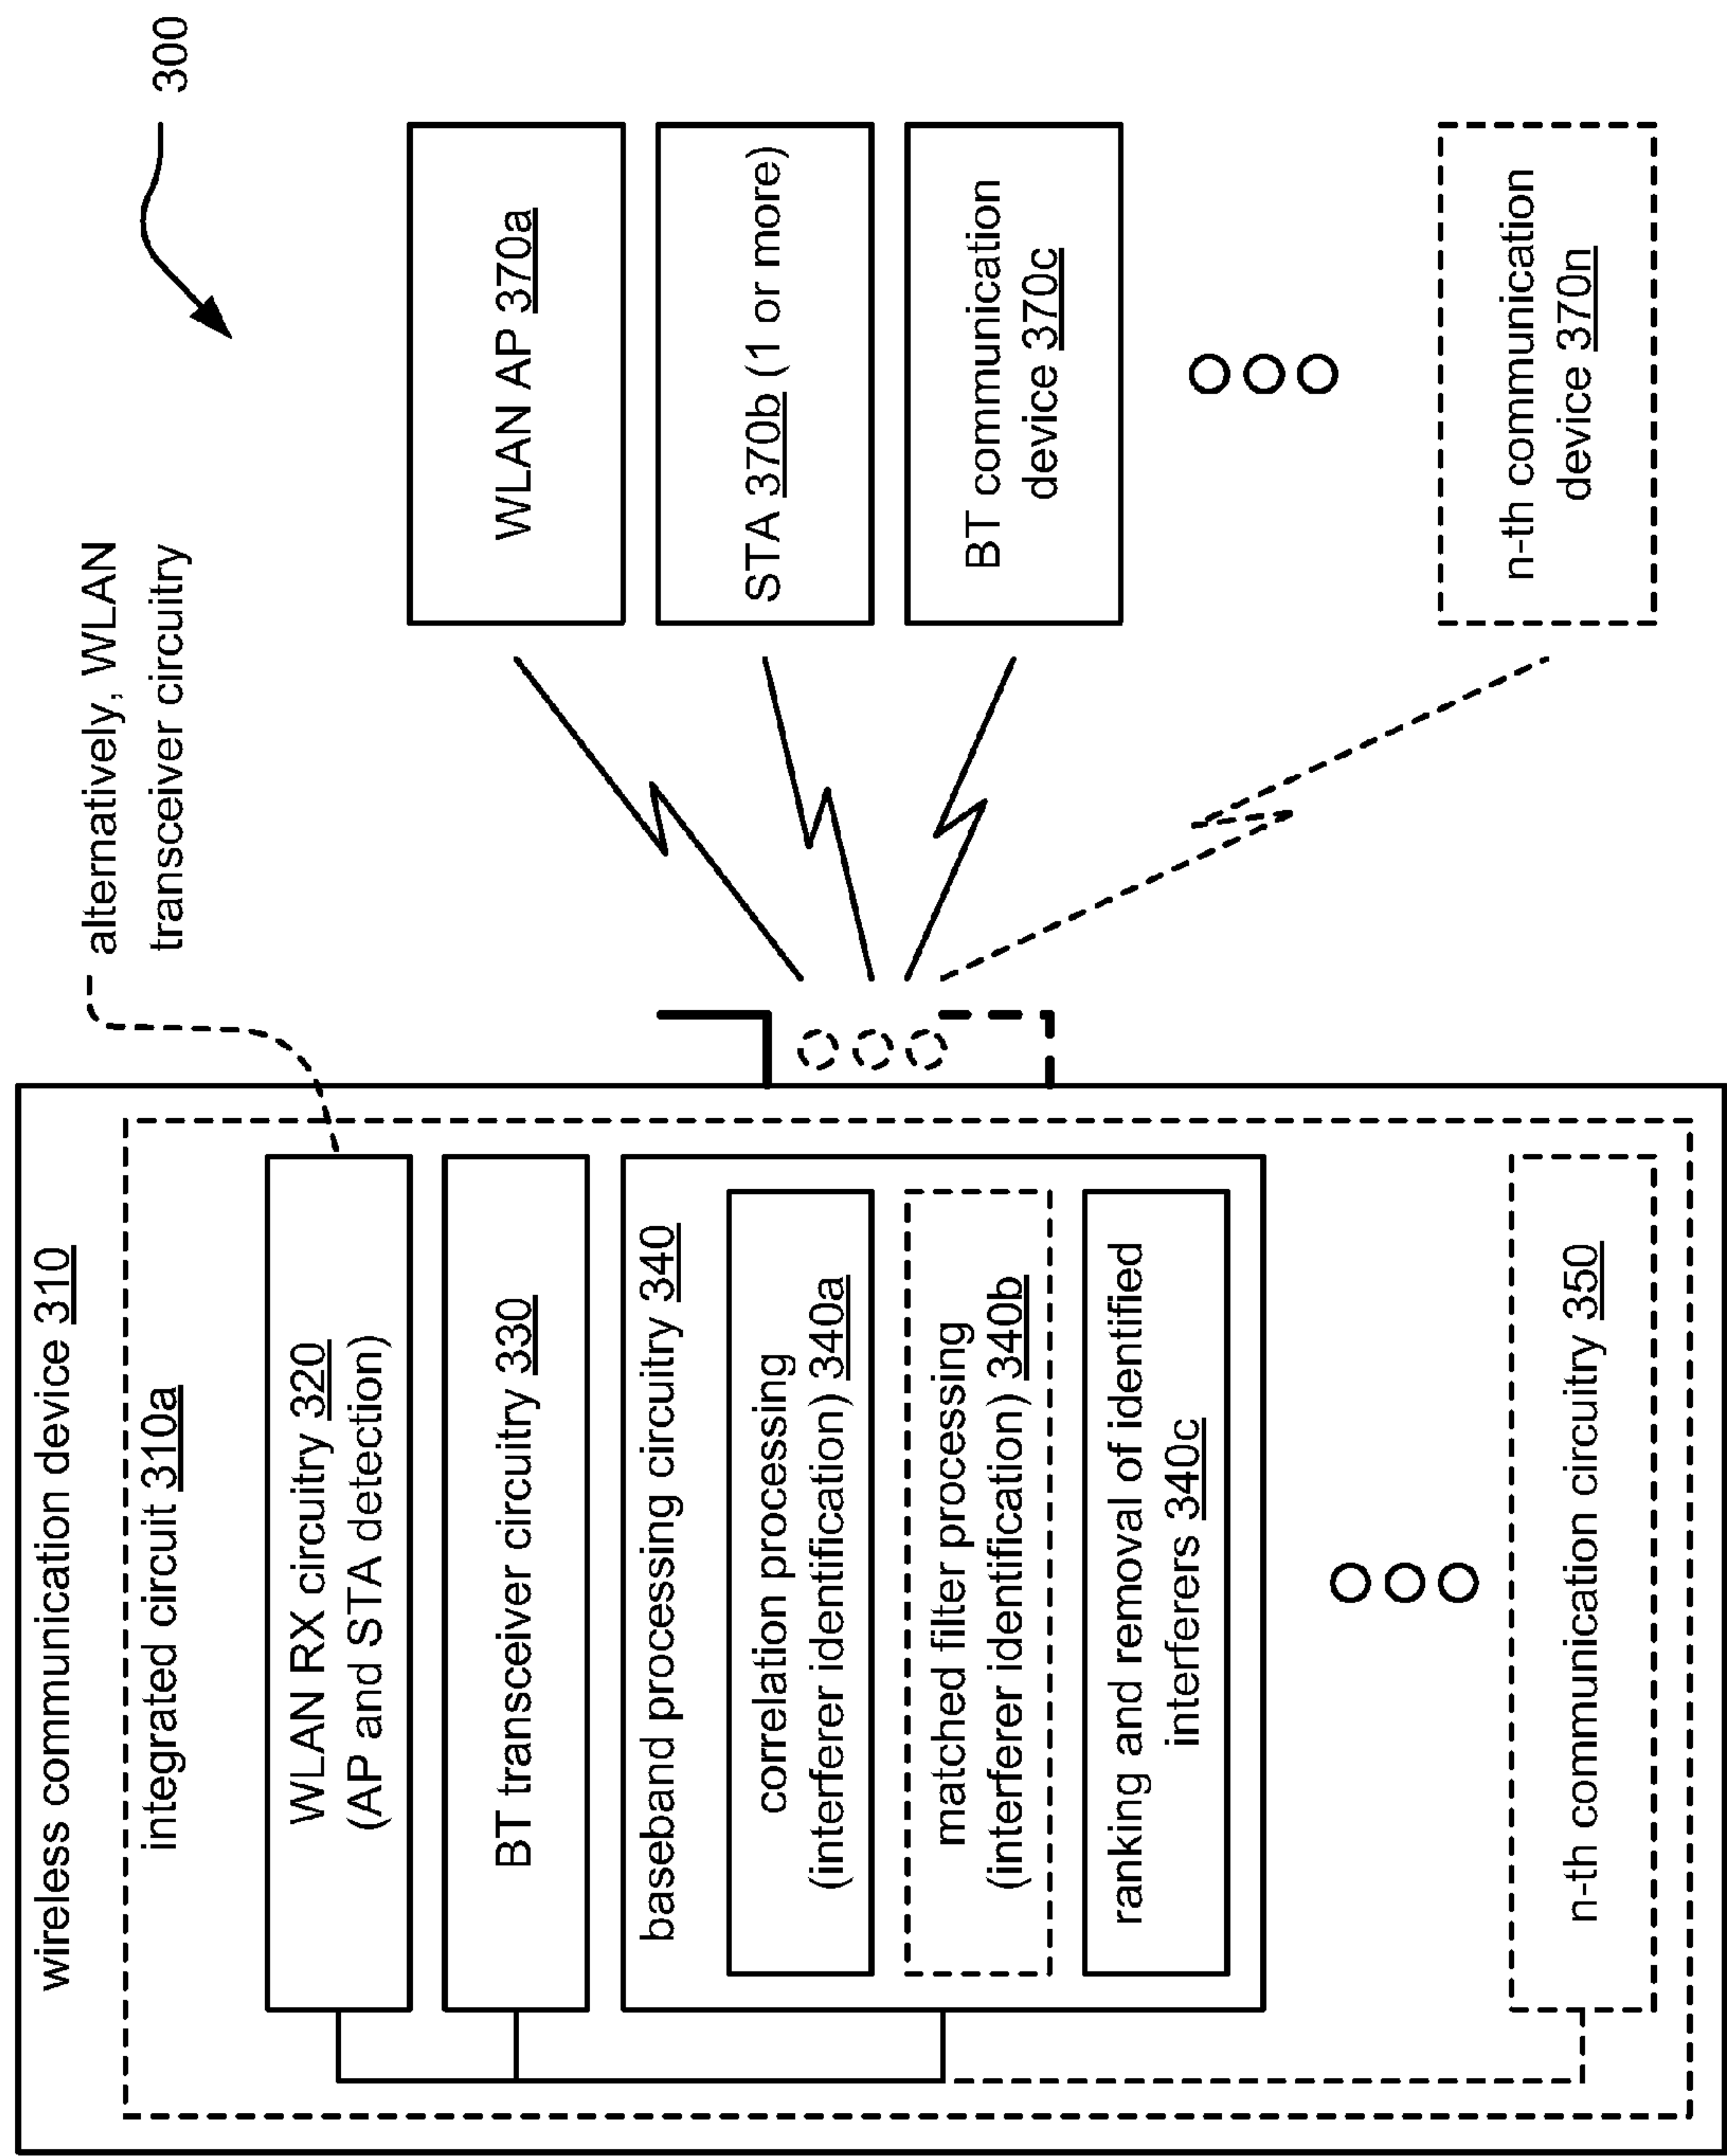 wireless communication device 310
integrated circuit 310a
WLAN RX circuitry 320
(AP and STA detection)
BT transceiver circuitry 330
baseband processing circuitry 340
correlation processing
(interferer identification) 340a
matched filter processing
(interferer identification) 340b
ranking and removal of identified
interferers 340c
n-th communication circuitry 350
alternatively, WLAN
transceiver circuitry
300
WLAN AP 370a
STA 370b (1 or more)
BT communication
device 370c
n-th communication
device 370n